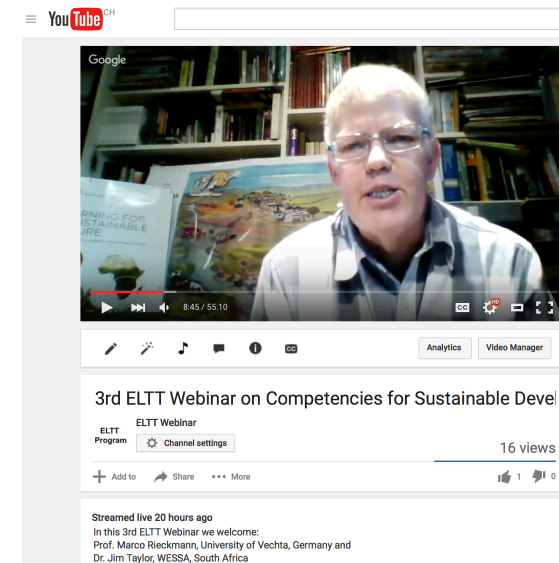 YouTube CH
Google
RNING FOR
STAINABLE
URE
8:45 / 55:10
CC
HD
CC
Analytics
Video Manager
3rd ELTT Webinar on Competencies for Sustainable Devel
ELTT
Program
ELTT Webinar
Channel settings
16 views
Add to
Share
More
1
0
Streamed live 20 hours ago
In this 3rd ELTT Webinar we welcome:
Prof. Marco Rieckmann, University of Vechta, Germany and
Dr. Jim Taylor, WESSA, South Africa